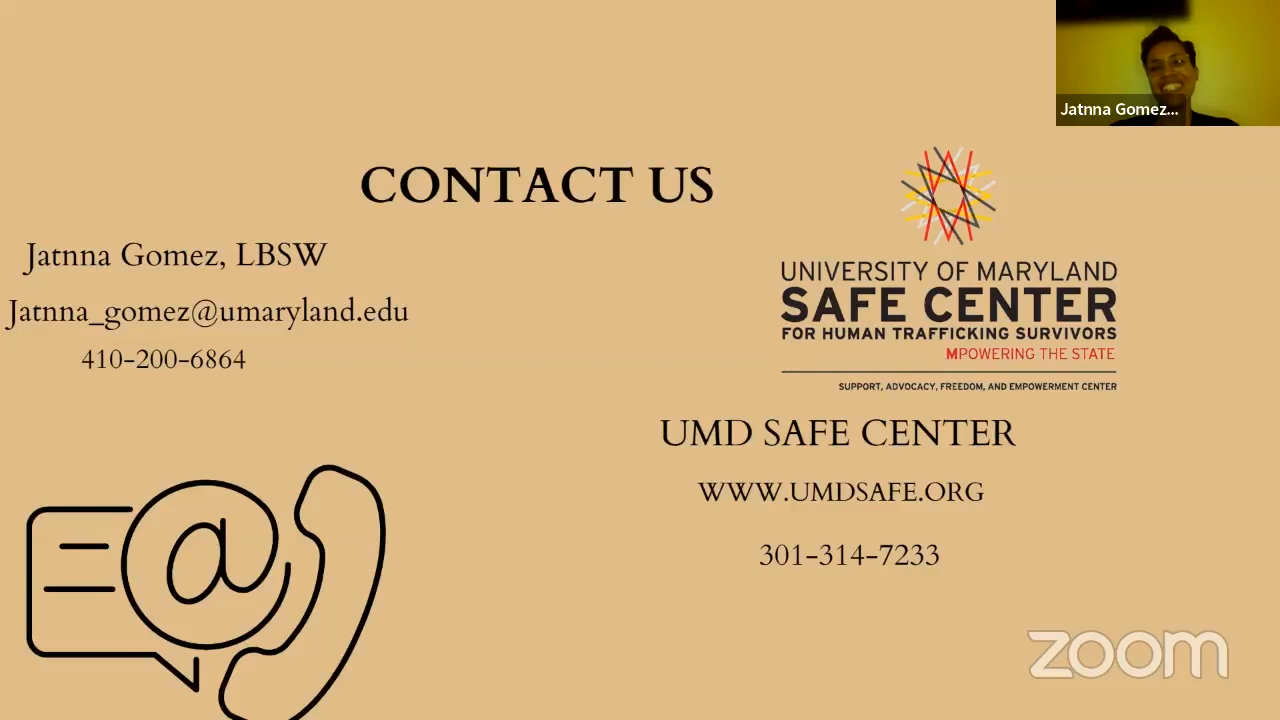 Jatnna Gomez...
CONTACT US
Jatnna Gomez, LBSW
Jatnna_gomez@umaryland.edu
410-200-6864
UNIVERSITY OF MARYLAND
SAFE CENTER
FOR HUMAN TRAFFICKING SURVIVORS
MPOWERING THE STATE
SUPPORT, ADVOCACY, FREEDOM, AND EMPOWERMENT CENTER
UMD SAFE CENTER
WWW.UMDSAFE.ORG
301-314-7233
zoom